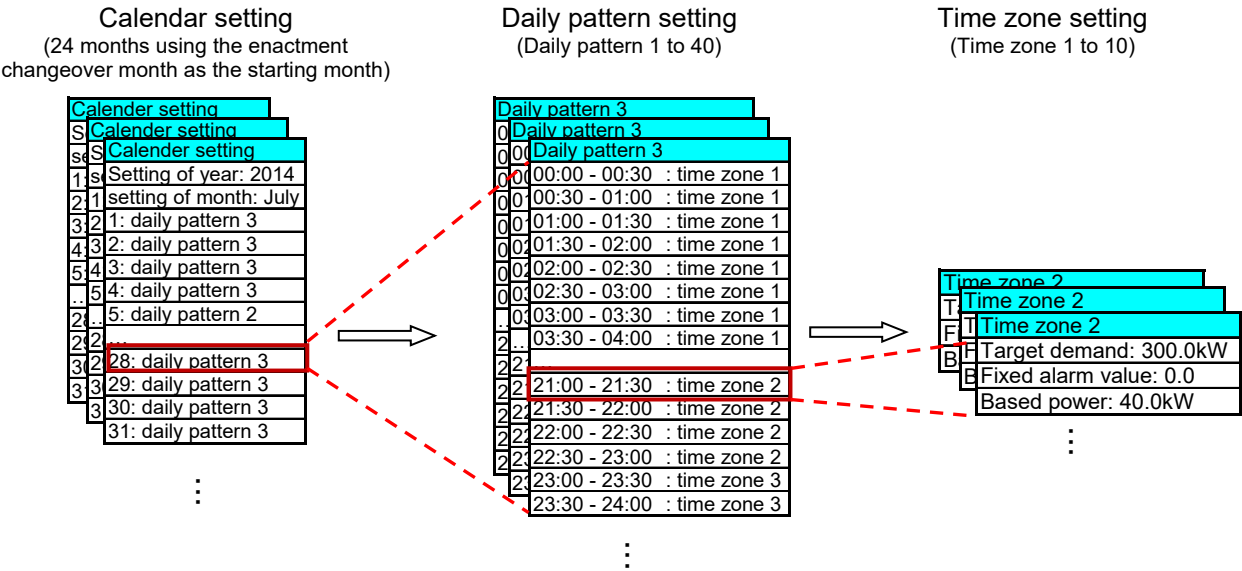 Calendar setting
(24 months using the enactment
changeover month as the starting month)
Daily pattern setting
(Daily pattern 1 to 40)
Time zone setting
(Time zone 1 to 10)
Calender setting
Calender setting
Calender setting
Setting of year: 2014
setting of month: July
1: daily pattern 3
2: daily pattern 3
3: daily pattern 3
4: daily pattern 3
5: daily pattern 2
...
28: daily pattern 3
29: daily pattern 3
30: daily pattern 3
31: daily pattern 3
⋮
Daily pattern 3
Daily pattern 3
Daily pattern 3
00:00 - 00:30 : time zone 1
00:30 - 01:00 : time zone 1
01:00 - 01:30 : time zone 1
01:30 - 02:00 : time zone 1
02:00 - 02:30 : time zone 1
02:30 - 03:00 : time zone 1
03:00 - 03:30 : time zone 1
03:30 - 04:00 : time zone 1
...
21:00 - 21:30 : time zone 2
21:30 - 22:00 : time zone 2
22:00 - 22:30 : time zone 2
22:30 - 23:00 : time zone 2
23:00 - 23:30 : time zone 3
23:30 - 24:00 : time zone 3
⋮
Time zone 2
Time zone 2
Time zone 2
Target demand: 300.0kW
Fixed alarm value: 0.0
Based power: 40.0kW
⋮